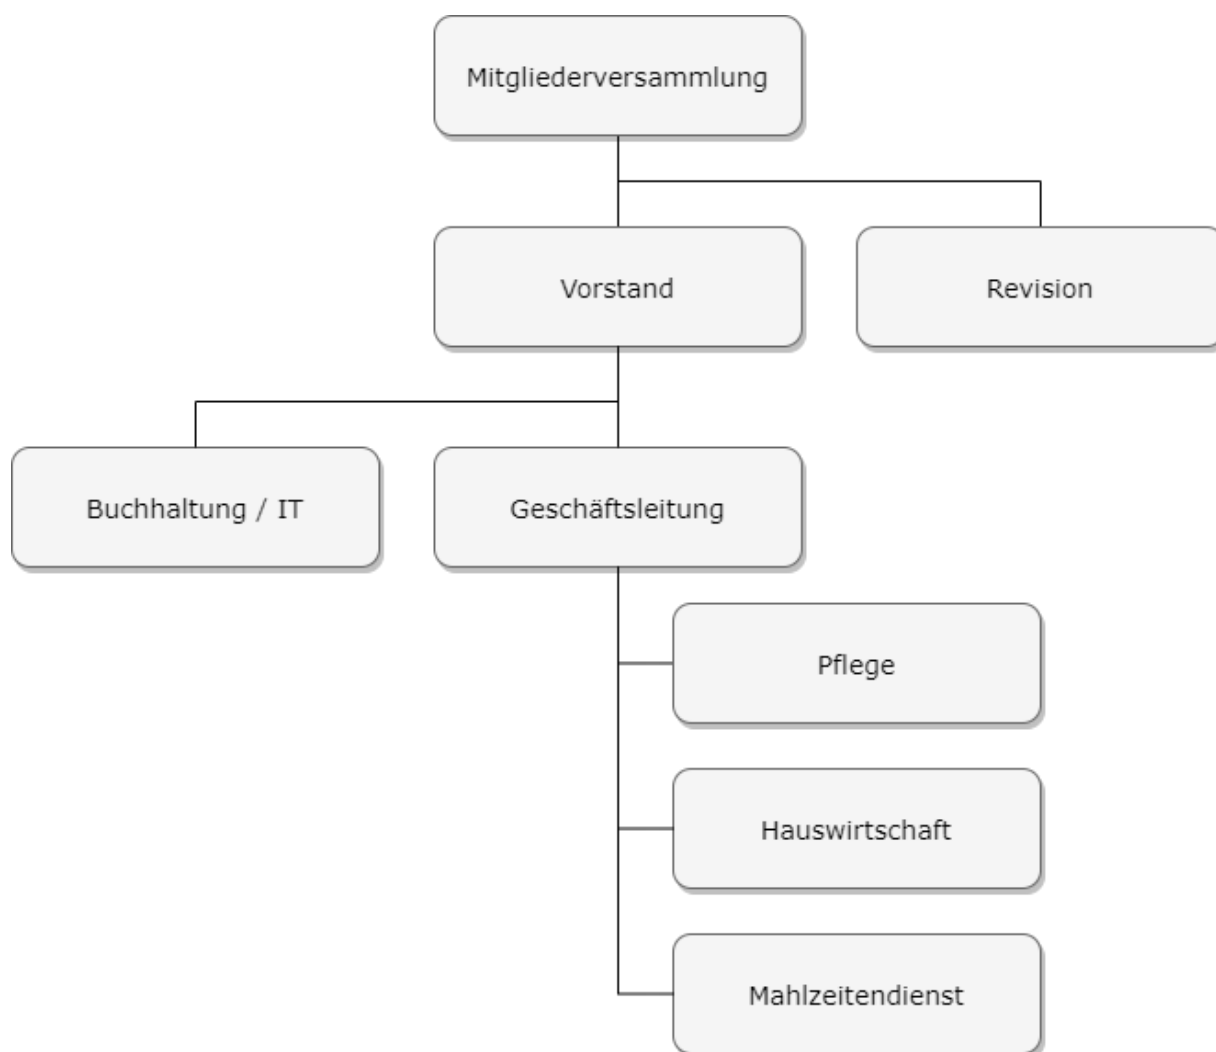 Mitgliederversammlung
Vorstand
Revision
Buchhaltung / IT
Geschäftsleitung
Pflege
Hauswirtschaft
Mahlzeitendienst